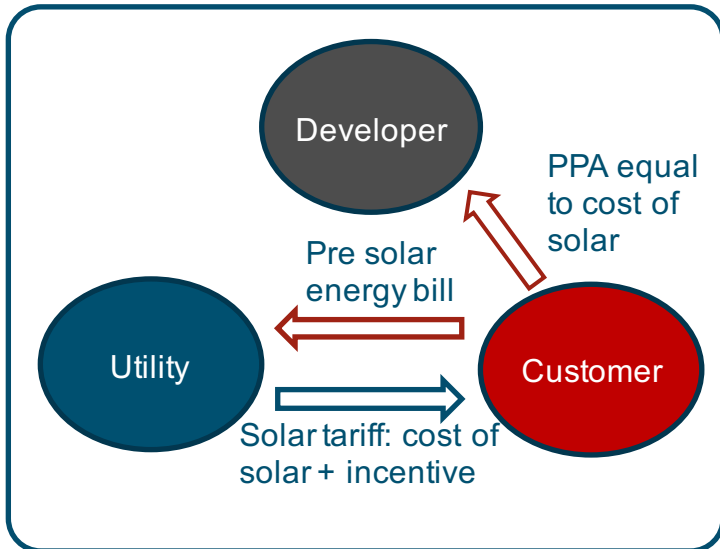 Developer
PPA equal
to cost of
solar
Pre solar
energy bill
Utility
Customer
Solar tariff: cost of
solar + incentive